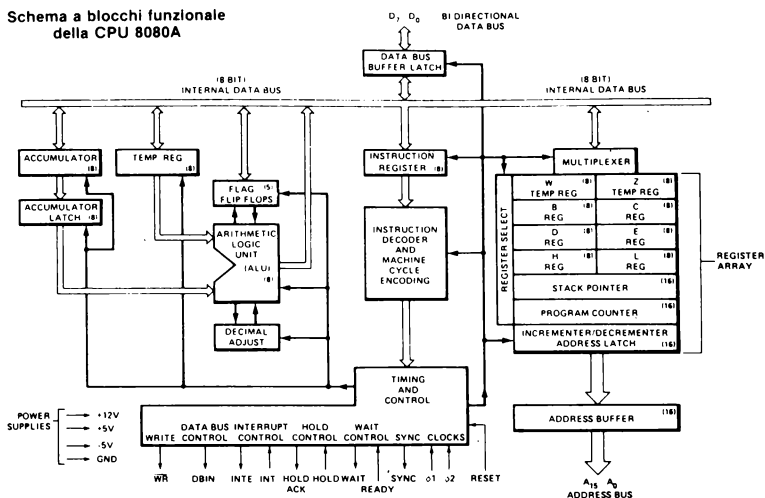 Schema a blocchi funzionale
della CPU 8080A
D7 D0
BI DIRECTIONAL
DATA BUS
DATA BUS
BUFFER LATCH
(8 BIT)
INTERNAL DATA BUS
(8 BIT)
INTERNAL DATA BUS
ACCUMULATOR (8)
TEMP REG (8)
FLAG (5)
FLIP FLOPS
INSTRUCTION
REGISTER (8)
MULTIPLEXER
ACCUMULATOR
LATCH (8)
ARITHMETIC
LOGIC
UNIT
(ALU)
(8)
DECIMAL
ADJUST
INSTRUCTION
DECODER
AND
MACHINE
CYCLE
ENCODING
REGISTER SELECT
W (8)
TEMP REG
Z (8)
TEMP REG
B (8)
REG
C (8)
REG
D (8)
REG
E (8)
REG
H (8)
REG
L (8)
REG
STACK POINTER (16)
PROGRAM COUNTER (16)
INCREMENTER/DECREMENTER
ADDRESS LATCH (16)
REGISTER
ARRAY
TIMING
AND
CONTROL
POWER
SUPPLIES
+12V
+5V
-5V
GND
WRITE
DATA BUS
CONTROL
INTERRUPT
CONTROL
HOLD
CONTROL
WAIT
CONTROL
SYNC
CLOCKS
WR
DBIN
INTE
INT
HOLD
ACK
HOLD
WAIT
READY
SYNC
ø1
ø2
RESET
ADDRESS BUFFER (16)
A15 A0
ADDRESS BUS